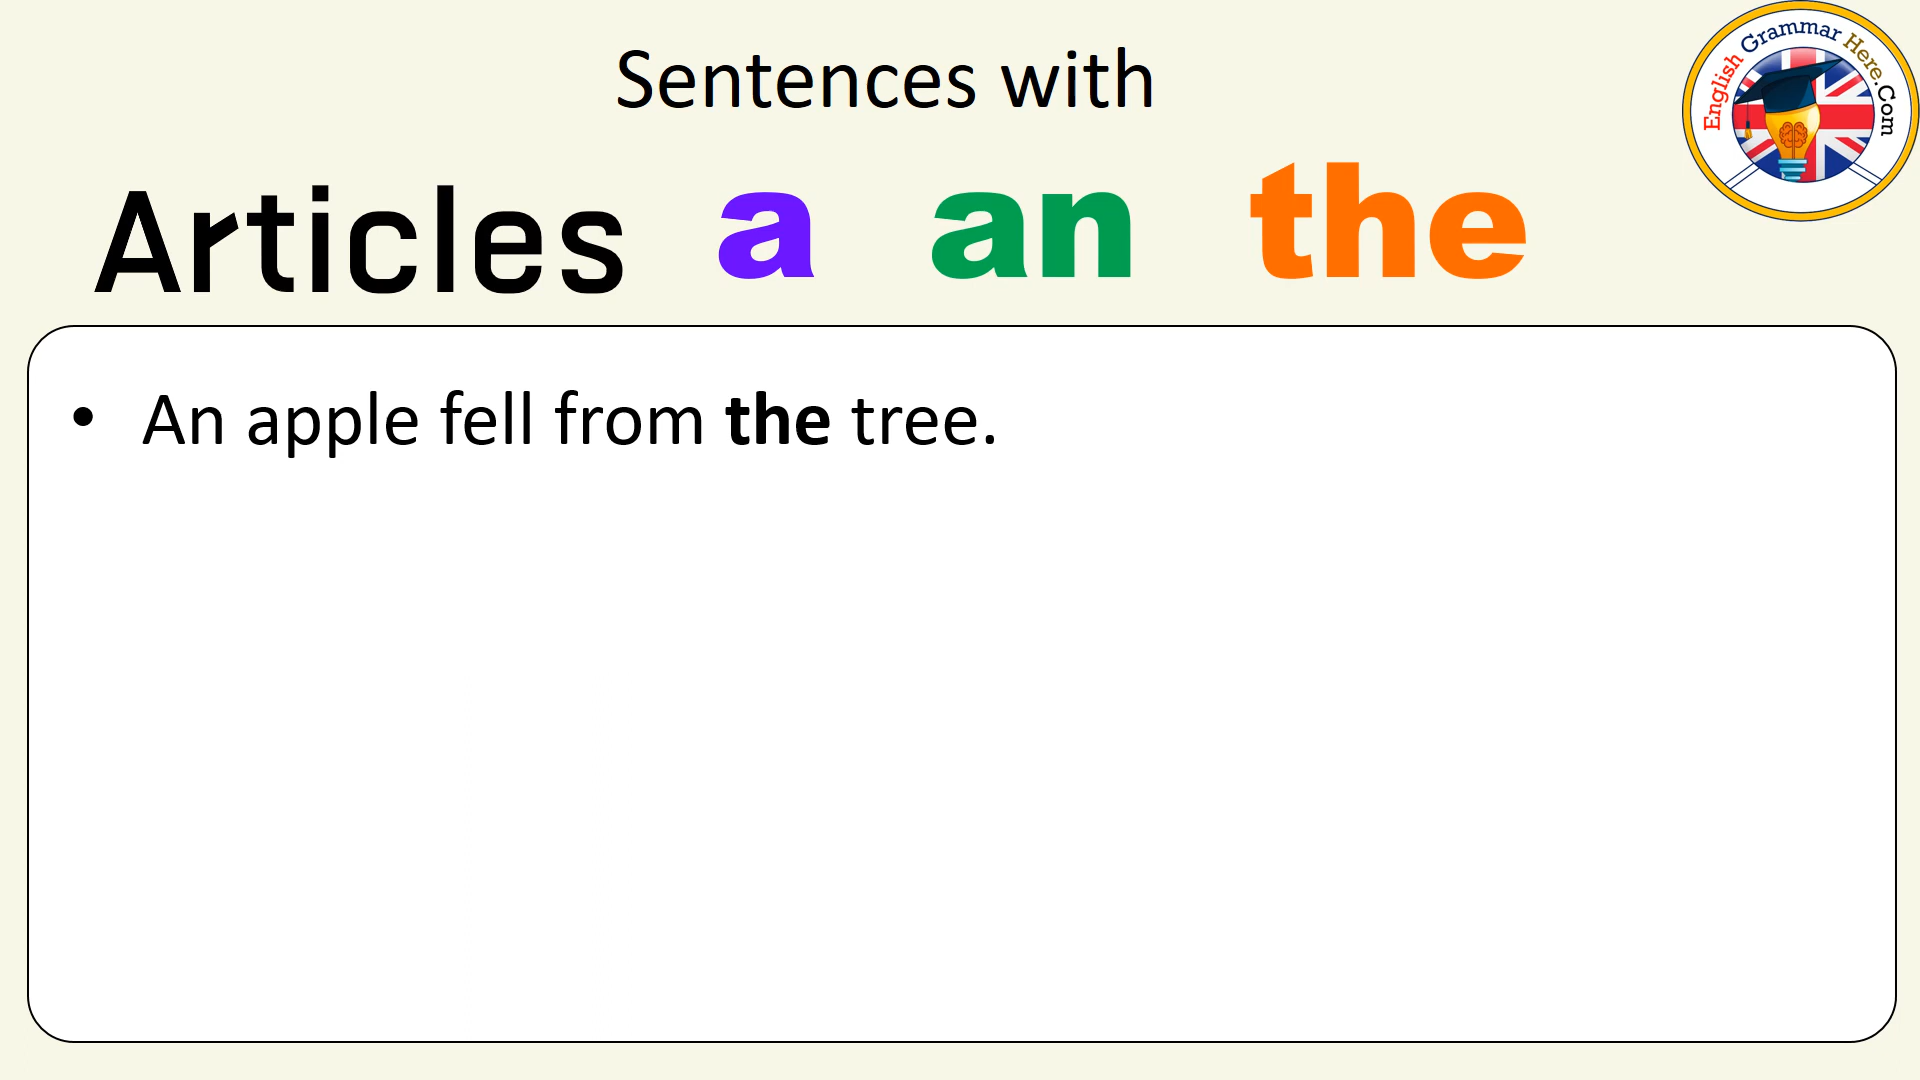 Sentences with
Articles a an the
English Grammar Here.Com
• An apple fell from the tree.